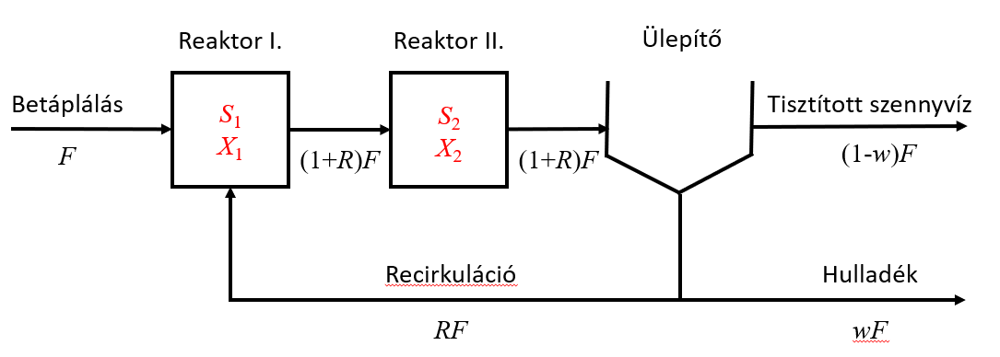 Reaktor I.
Reaktor II.
Ülepítő
Betáplálás
F
S₁
X₁
(1+R)F
S₂
X₂
(1+R)F
Tisztított szennyvíz
(1-w)F
Recirkuláció
RF
Hulladék
wF